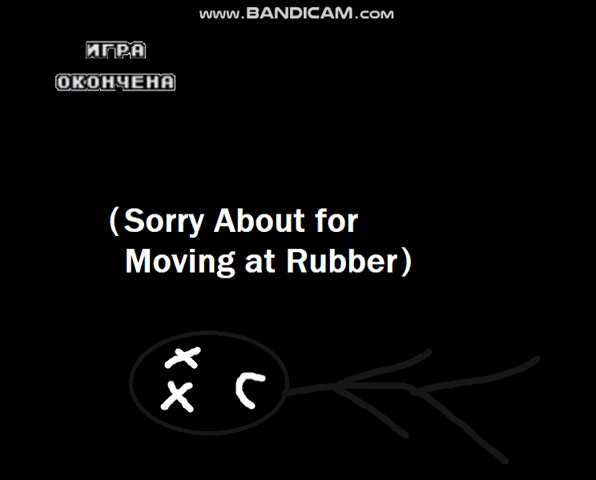 www.BANDICAM.com
ИГРА
ОКОНЧЕНА
(Sorry About for
Moving at Rubber)